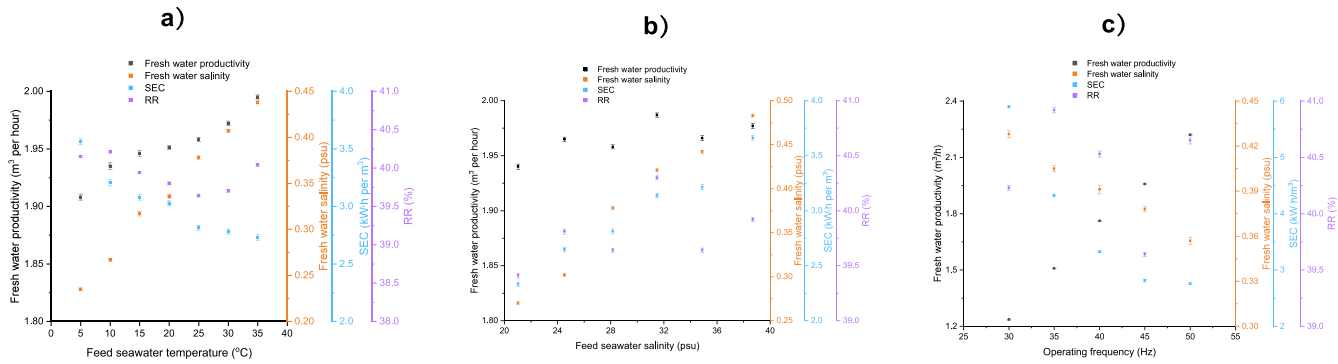 a)
Fresh water productivity
Fresh water salinity
SEC
RR
Fresh water productivity (m³ per hour)
2.00
1.95
1.90
1.85
1.80
0 5 10 15 20 25 30 35 40
Feed seawater temperature (°C)
0.45
0.40
0.35
0.30
0.25
0.20
Fresh water salinity (psu)
4.0
3.5
3.0
2.5
2.0
SEC (kW·h per m³)
41.0
40.5
40.0
39.5
39.0
38.5
38.0
RR (%)
b)
Fresh water productivity
Fresh water salinity
SEC
RR
Fresh water productivity (m³ per hour)
2.00
1.95
1.90
1.85
1.80
20 22 24 26 28 30 32 34 36 38 40
Feed seawater salinity (psu)
0.50
0.45
0.40
0.35
0.30
0.25
Fresh water salinity (psu)
4.0
3.5
3.0
2.5
2.0
SEC (kW·h per m³)
41.0
40.5
40.0
39.5
39.0
RR (%)
c)
Fresh water productivity
Fresh water salinity
SEC
RR
Fresh water productivity (m³/h)
2.4
2.1
1.8
1.5
1.2
25 30 35 40 45 50 55
Operating frequency (Hz)
0.45
0.42
0.39
0.36
0.33
0.30
Fresh water salinity (psu)
6
5
4
3
2
SEC (kW·h/m³)
41.0
40.5
40.0
39.5
39.0
RR (%)